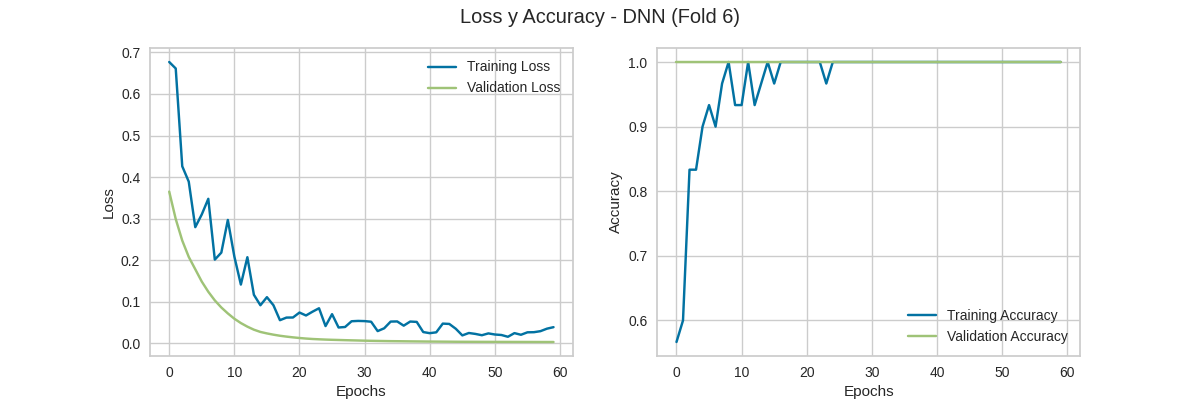 Loss y Accuracy - DNN (Fold 6)
0.7
0.6
0.5
0.4
0.3
0.2
0.1
0.0
Loss
Training Loss
Validation Loss
0 10 20 30 40 50 60
Epochs
1.0
0.9
0.8
0.7
0.6
Accuracy
Training Accuracy
Validation Accuracy
0 10 20 30 40 50 60
Epochs